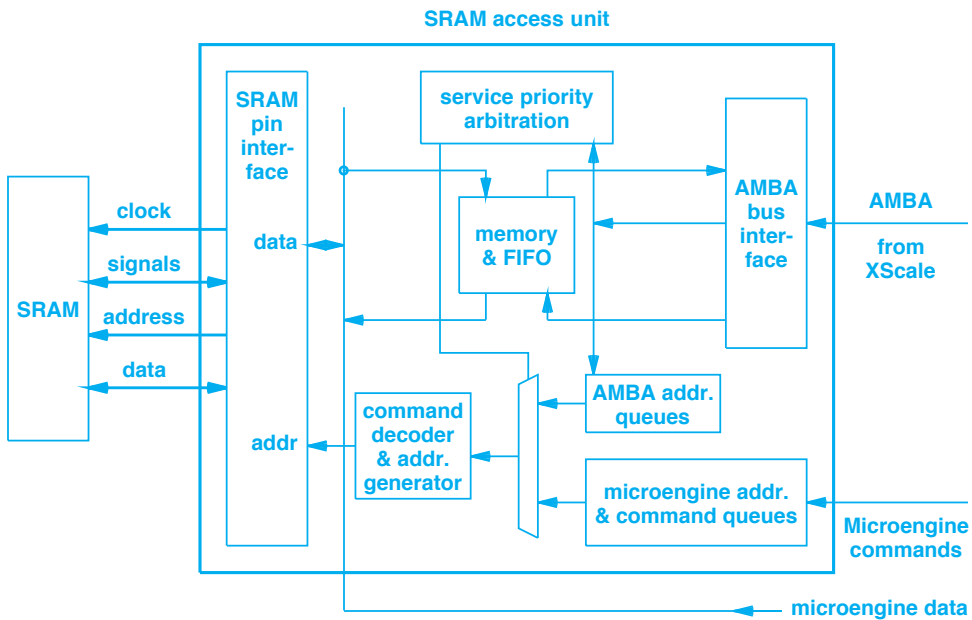 SRAM access unit
SRAM
pin
inter-
face
service priority
arbitration
AMBA
bus
inter-
face
AMBA
from
XScale
clock
data
memory
& FIFO
signals
SRAM
address
data
AMBA addr.
queues
command
decoder
& addr.
generator
addr
microengine addr.
& command queues
Microengine
commands
microengine data